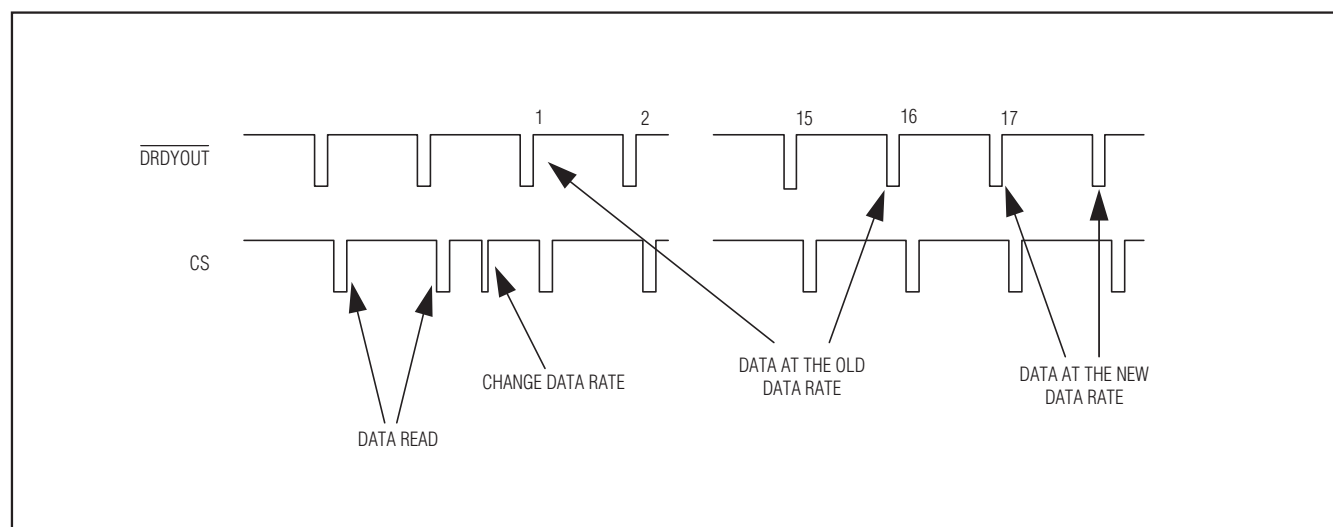 1 2 15 16 17
DRDYOUT
CS
CHANGE DATA RATE
DATA AT THE OLD
DATA RATE
DATA AT THE NEW
DATA RATE
DATA READ